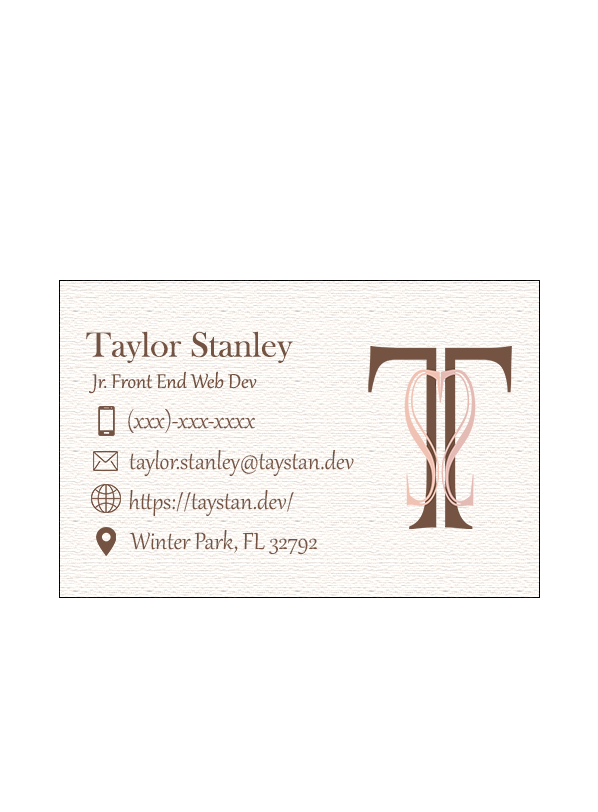 Taylor Stanley
Jr. Front End Web Dev
(xxx)-xxx-xxxx
taylor.stanley@taystan.dev
https://taystan.dev/
Winter Park, FL 32792